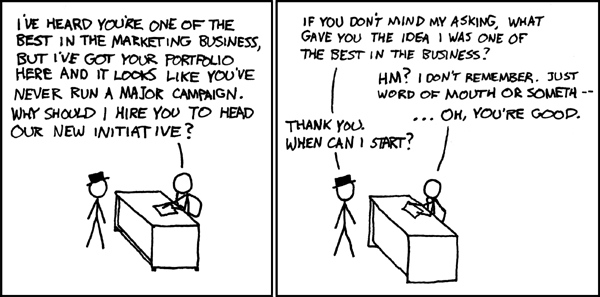 I'VE HEARD YOU'RE ONE OF THE
BEST IN THE MARKETING BUSINESS,
BUT I'VE GOT YOUR PORTFOLIO
HERE AND IT LOOKS LIKE YOU'VE
NEVER RUN A MAJOR CAMPAIGN.
WHY SHOULD I HIRE YOU TO HEAD
OUR NEW INITIATIVE?
IF YOU DON'T MIND MY ASKING, WHAT
GAVE YOU THE IDEA I WAS ONE OF
THE BEST IN THE BUSINESS?
HM? I DON'T REMEMBER. JUST
WORD OF MOUTH OR SOMETH--
... OH, YOU'RE GOOD.
THANK YOU.
WHEN CAN I START?